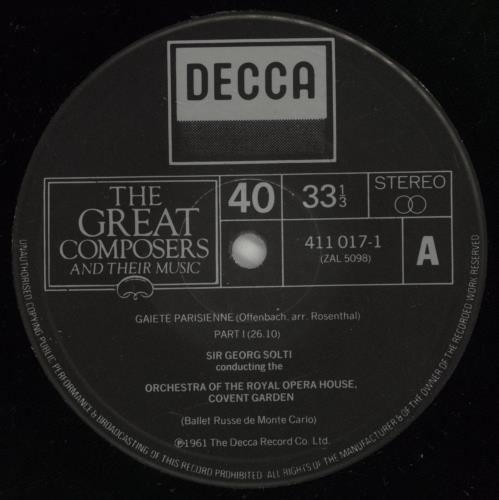 DECCA
THE
GREAT
COMPOSERS
AND THEIR MUSIC
40
33⅓
STEREO
411 017-1
(ZAL 5098)
A
GAIETE PARISIENNE (Offenbach, arr. Rosenthal)
PART I (26.10)
SIR GEORG SOLTI
conducting the
ORCHESTRA OF THE ROYAL OPERA HOUSE,
COVENT GARDEN
(Ballet Russe de Monte Carlo)
℗1961 The Decca Record Co. Ltd.
UNAUTHORISED COPYING PUBLIC PERFORMANCE & BROADCASTING OF THIS RECORD PROHIBITED. ALL RIGHTS OF THE MANUFACTURER & OF THE OWNER OF THE RECORDED WORK RESERVED